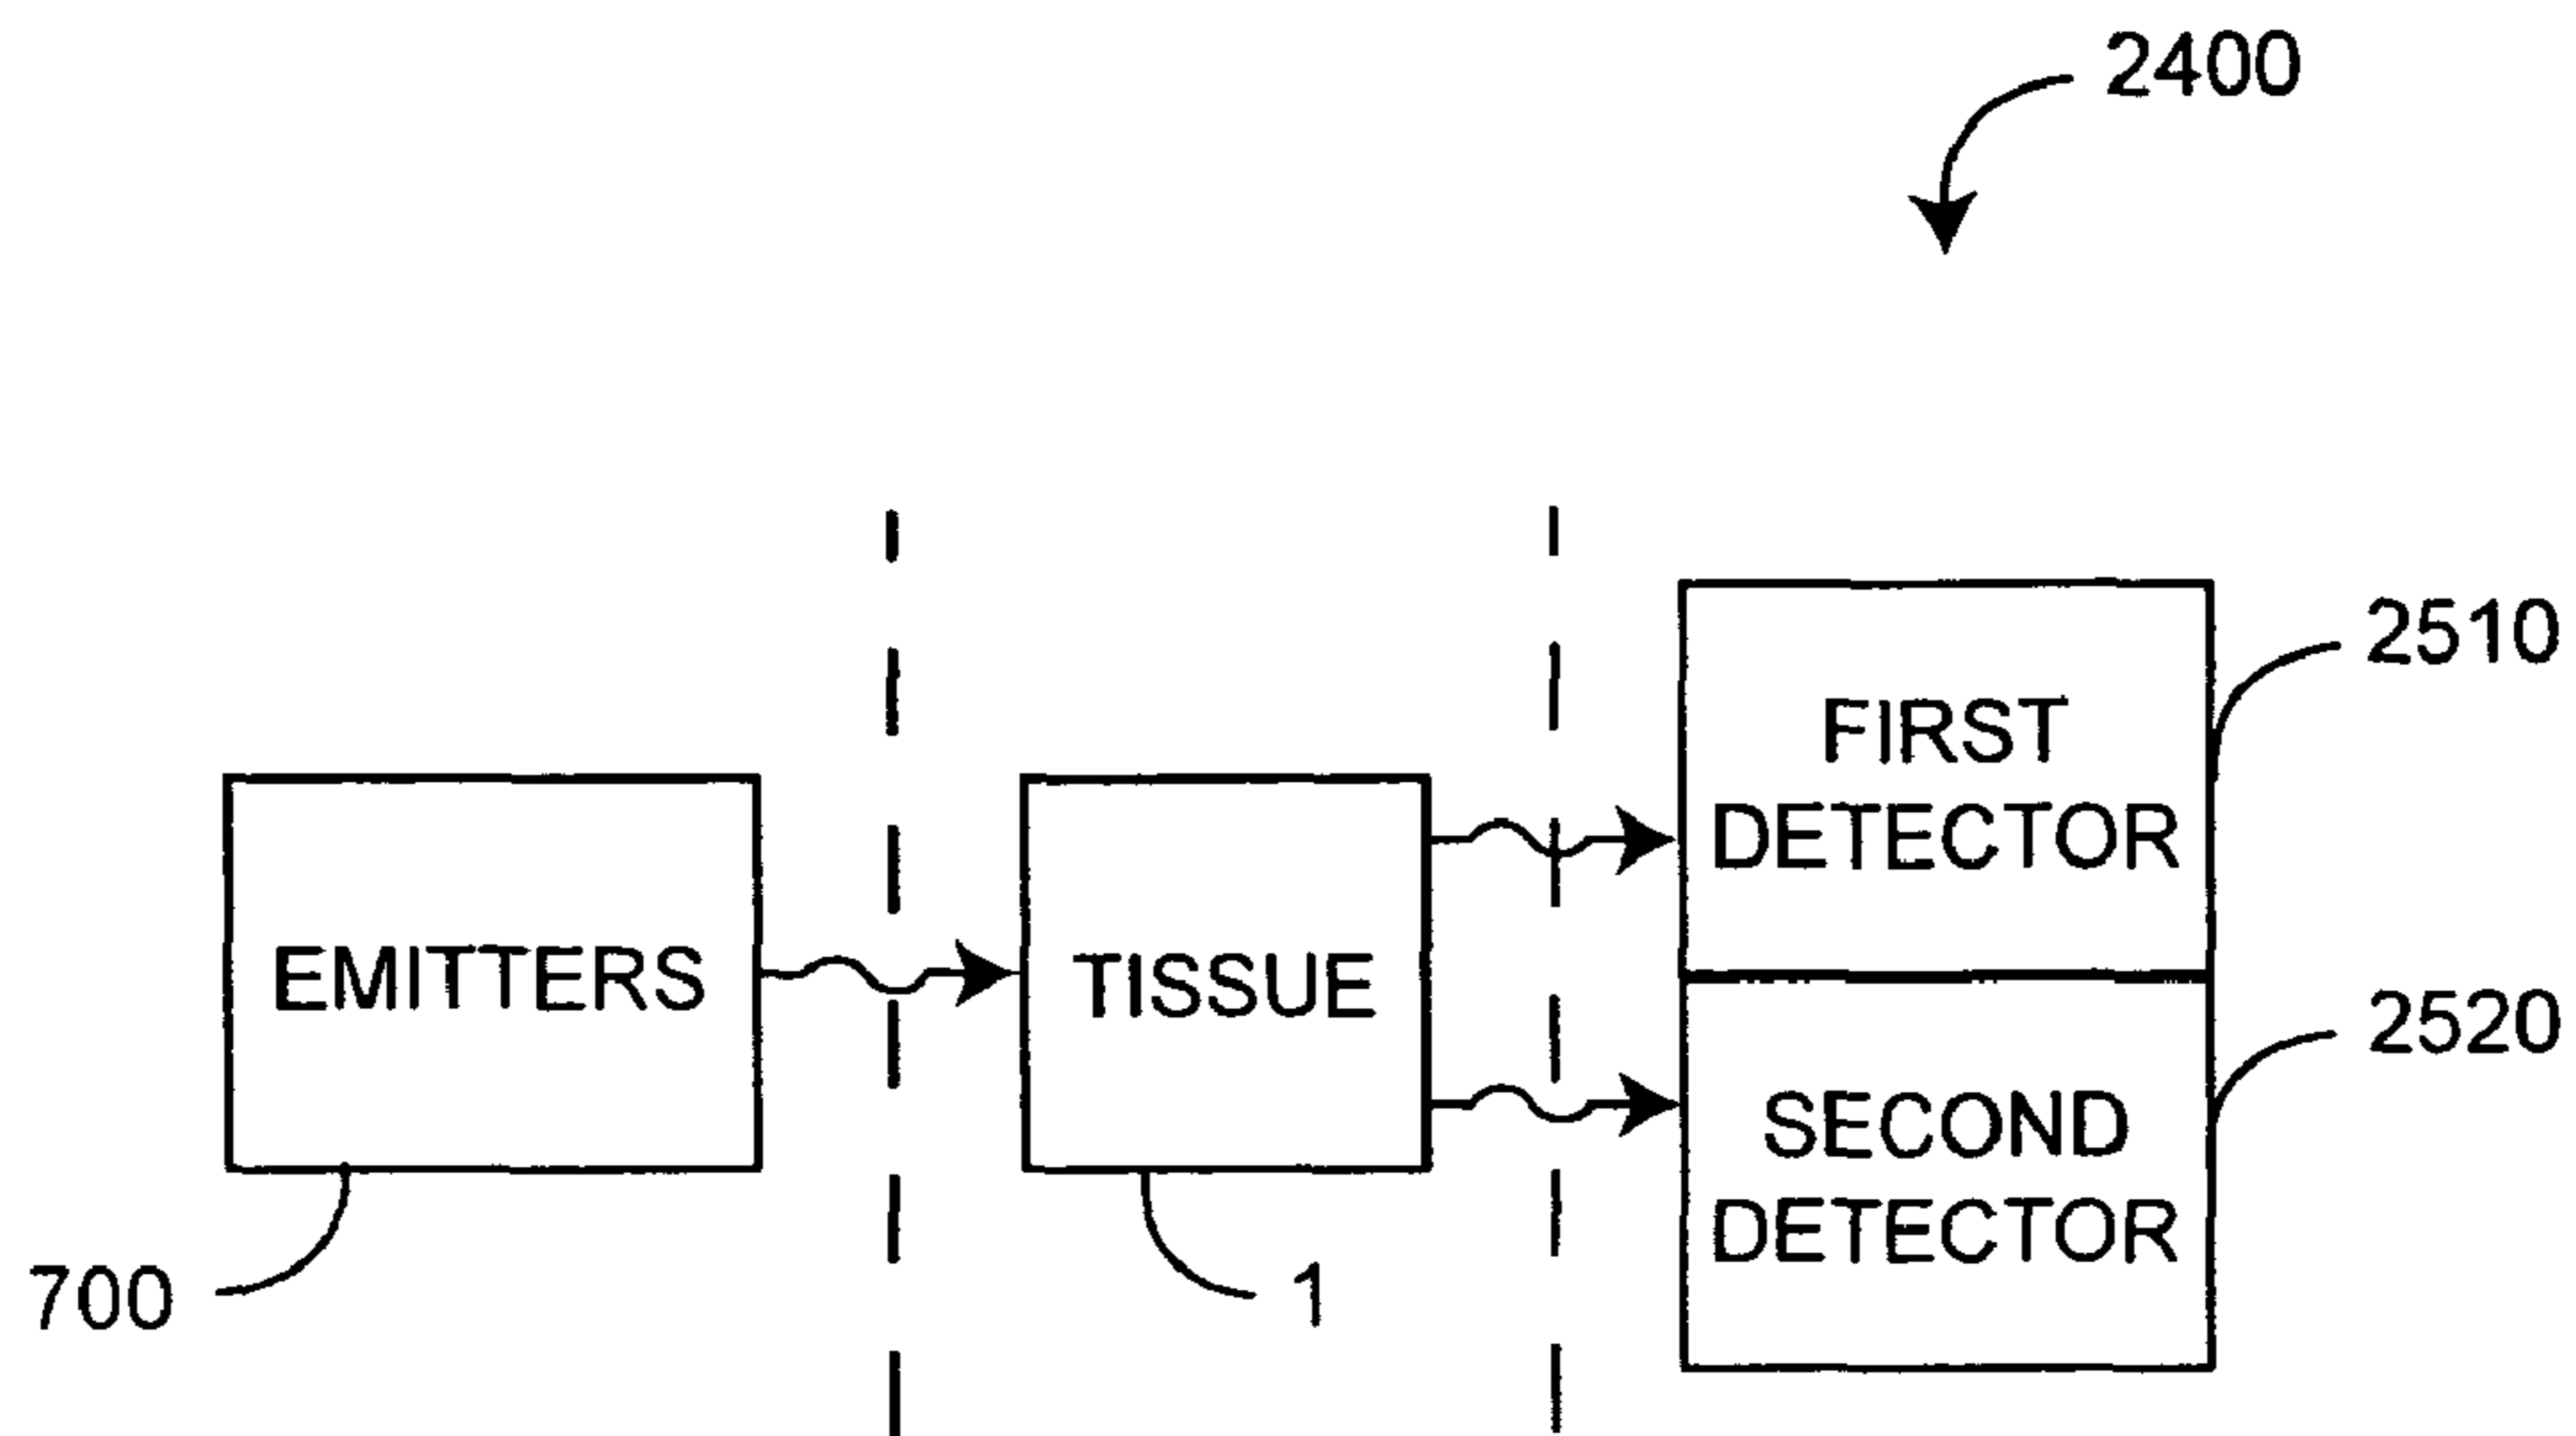 2400
FIRST
DETECTOR
2510
EMITTERS
TISSUE
SECOND
DETECTOR
2520
700
1